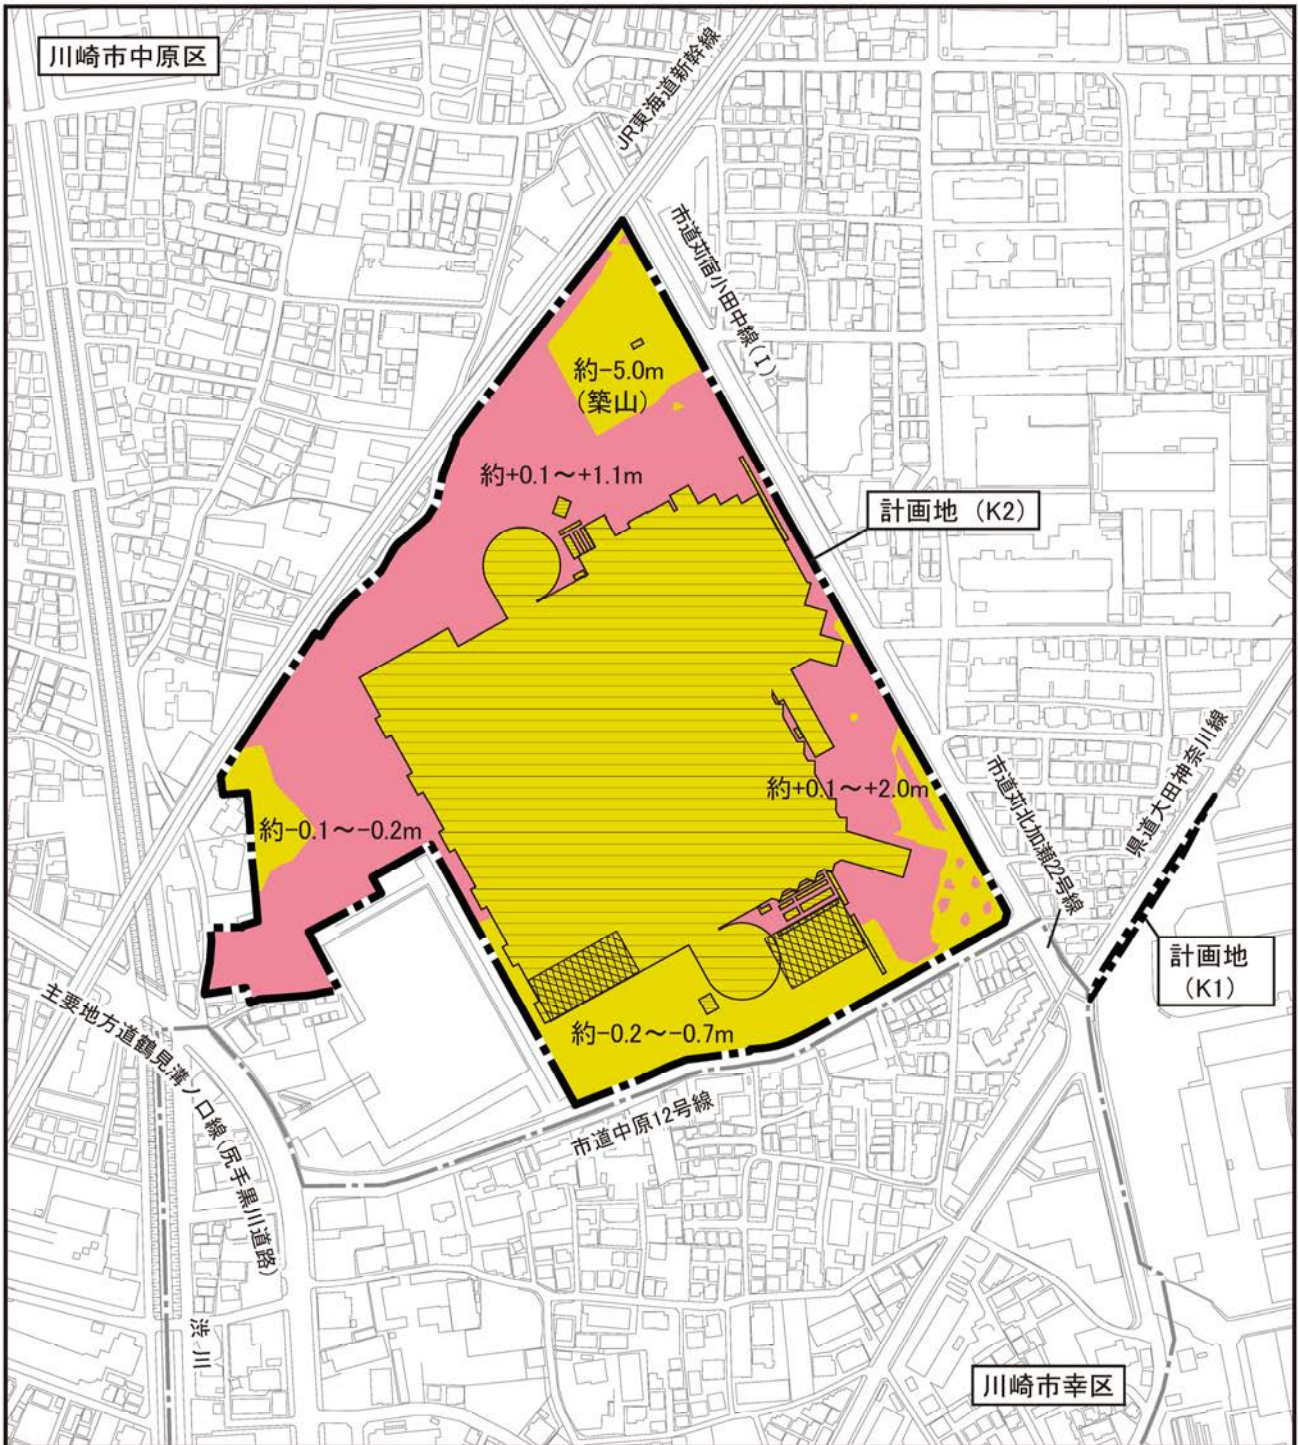 川崎市中原区
JR東海道新幹線
市道苅宿小田中線(Ⅰ)
約-5.0m
（築山）
約+0.1～+1.1m
計画地（K2）
約+0.1～+2.0m
約-0.1～-0.2m
市道苅北加瀬22号線
県道大田神奈川線
計画地
（K1）
約-0.2～-0.7m
主要地方道鶴見溝ノ口線(尻手黒川道路)
市道中原12号線
渋川
川崎市幸区